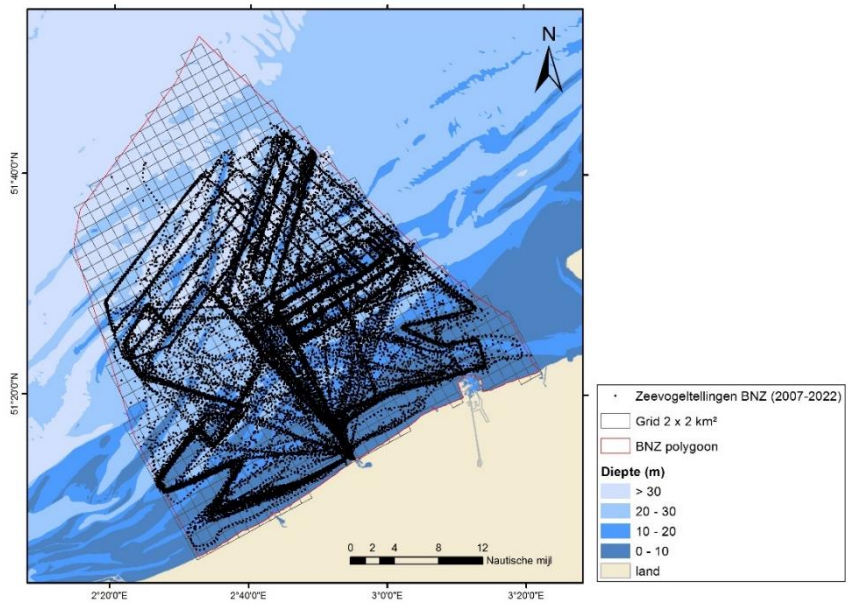 N
51°40'0"N
51°20'0"N
2°20'0"E
2°40'0"E
3°0'0"E
3°20'0"E
0 2 4 8 12
Nautische mijl
Zeevogeltellingen BNZ (2007-2022)
Grid 2 x 2 km²
BNZ polygoon
Diepte (m)
> 30
20 - 30
10 - 20
0 - 10
land